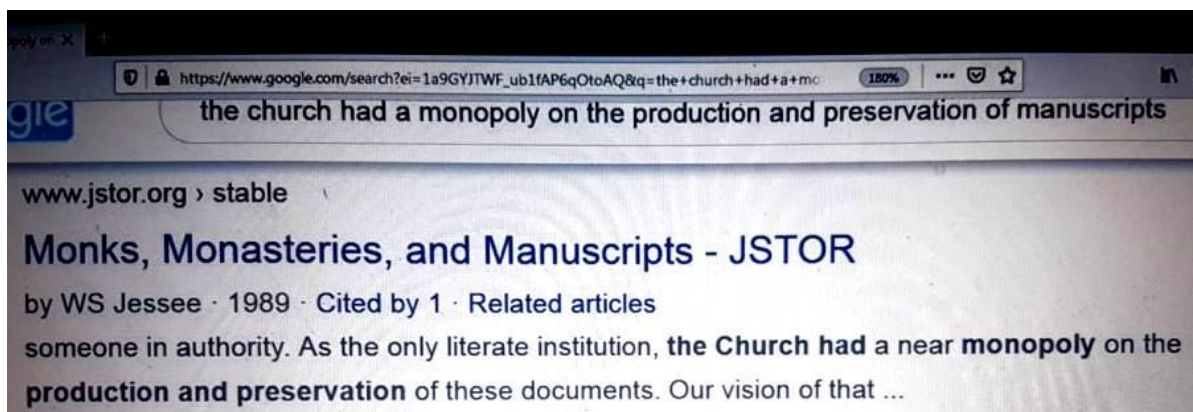 poly on ×
https://www.google.com/search?ei=1a9GYJTWF_ub1fAP6qOtoAQ&q=the+church+had+a+mo 180%
gle the church had a monopoly on the production and preservation of manuscripts
www.jstor.org › stable
Monks, Monasteries, and Manuscripts - JSTOR
by WS Jessee · 1989 · Cited by 1 · Related articles
someone in authority. As the only literate institution, the Church had a near monopoly on the
production and preservation of these documents. Our vision of that ...